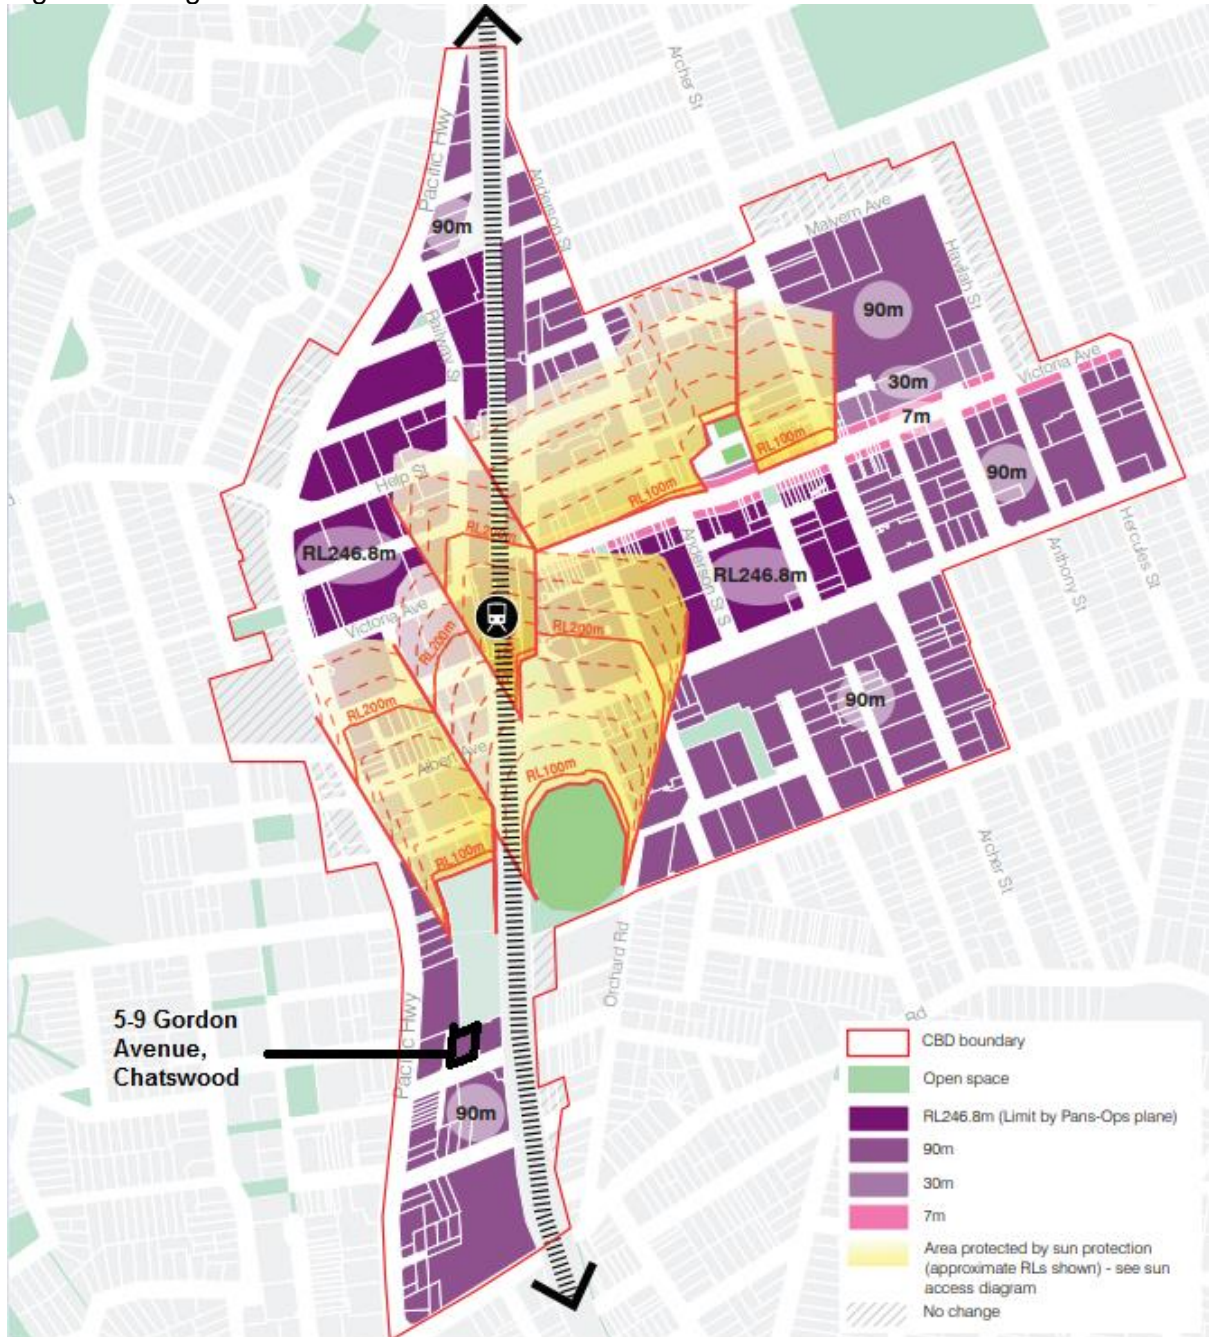 Pacific Hwy
Archer St
Anderson St
90m
Malvern Ave
Havilah St
Railway St
90m
30m
Victoria Ave
7m
RL100m
Help St
RL100m
90m
RL246.8m
RL246.8m
Anderson St S
Anthony St
Hercules St
Victoria Ave
RL200m
RL200m
RL200m
90m
Albert Ave
RL100m
RL100m
Archer St
Orchard Rd
Pacific Hwy
Rd
5-9 Gordon
Avenue,
Chatswood
90m
CBD boundary
Open space
RL246.8m (Limit by Pans-Ops plane)
90m
30m
7m
Area protected by sun protection
(approximate RLs shown) - see sun
access diagram
No change